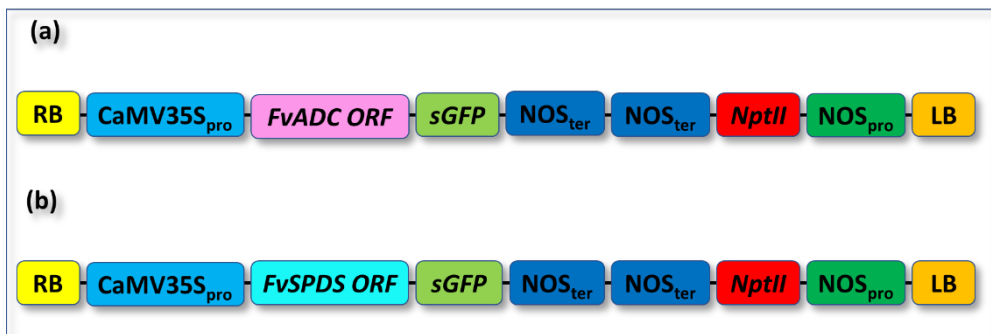 (a)
RB CaMV35Spro FvADC ORF sGFP NOSter NOSter NptII NOSpro LB
(b)
RB CaMV35Spro FvSPDS ORF sGFP NOSter NOSter NptII NOSpro LB